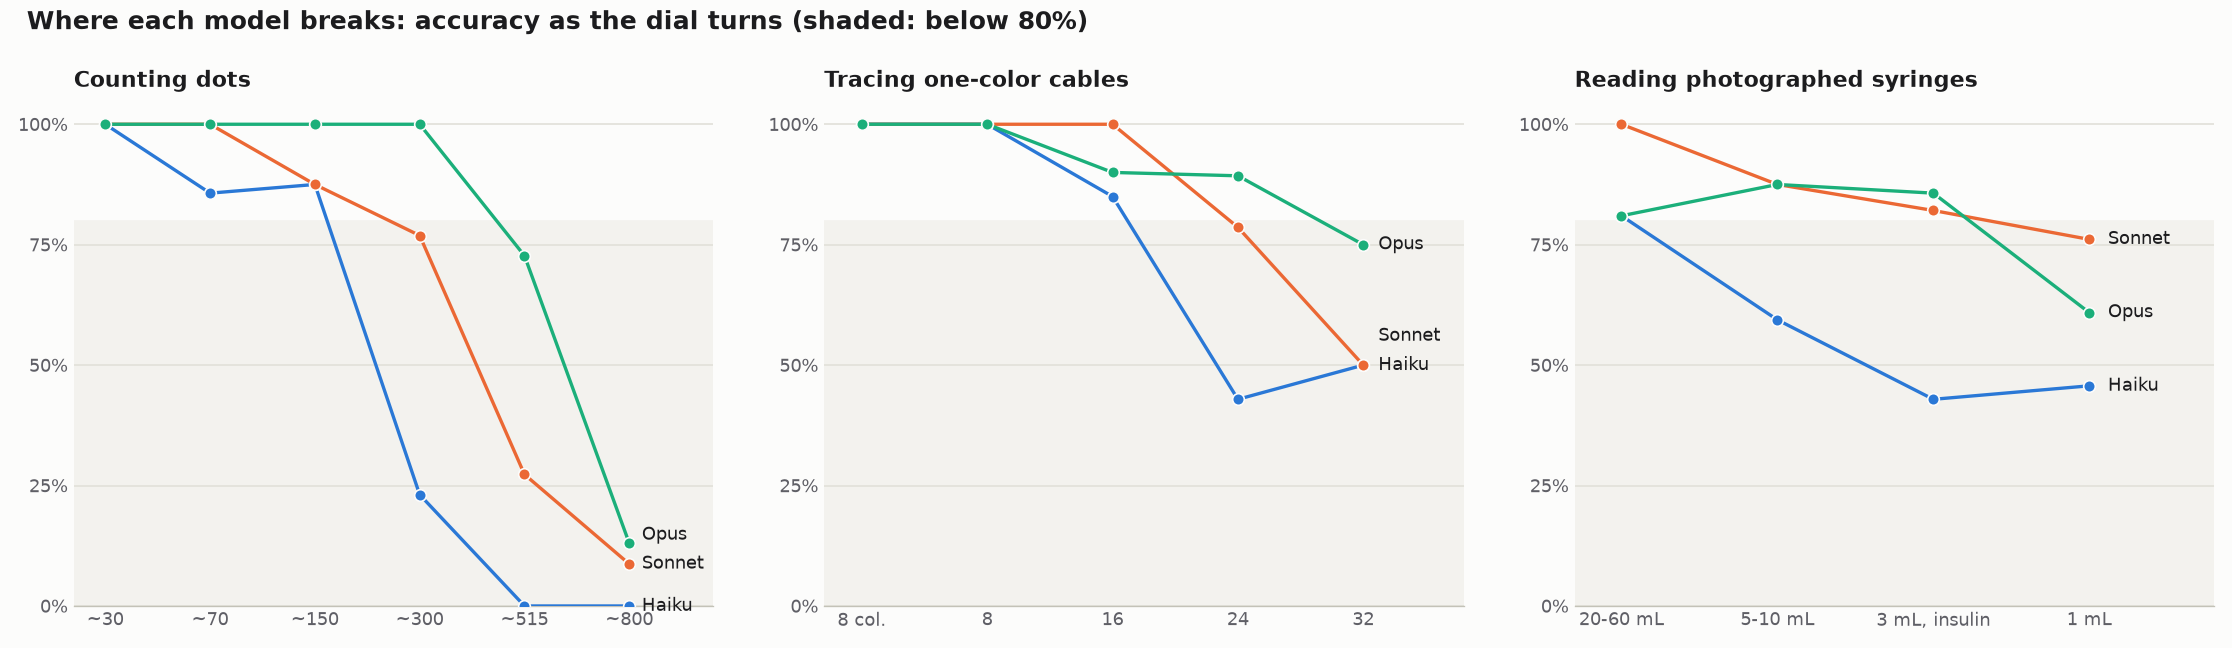 Where each model breaks: accuracy as the dial turns (shaded: below 80%)
Counting dots
100%
75%
50%
25%
0%
Opus
Sonnet
Haiku
~30 ~70 ~150 ~300 ~515 ~800
Tracing one-color cables
100%
75%
50%
25%
0%
Opus
Sonnet
Haiku
8 col. 8 16 24 32
Reading photographed syringes
100%
75%
50%
25%
0%
Sonnet
Opus
Haiku
20-60 mL 5-10 mL 3 mL, insulin 1 mL